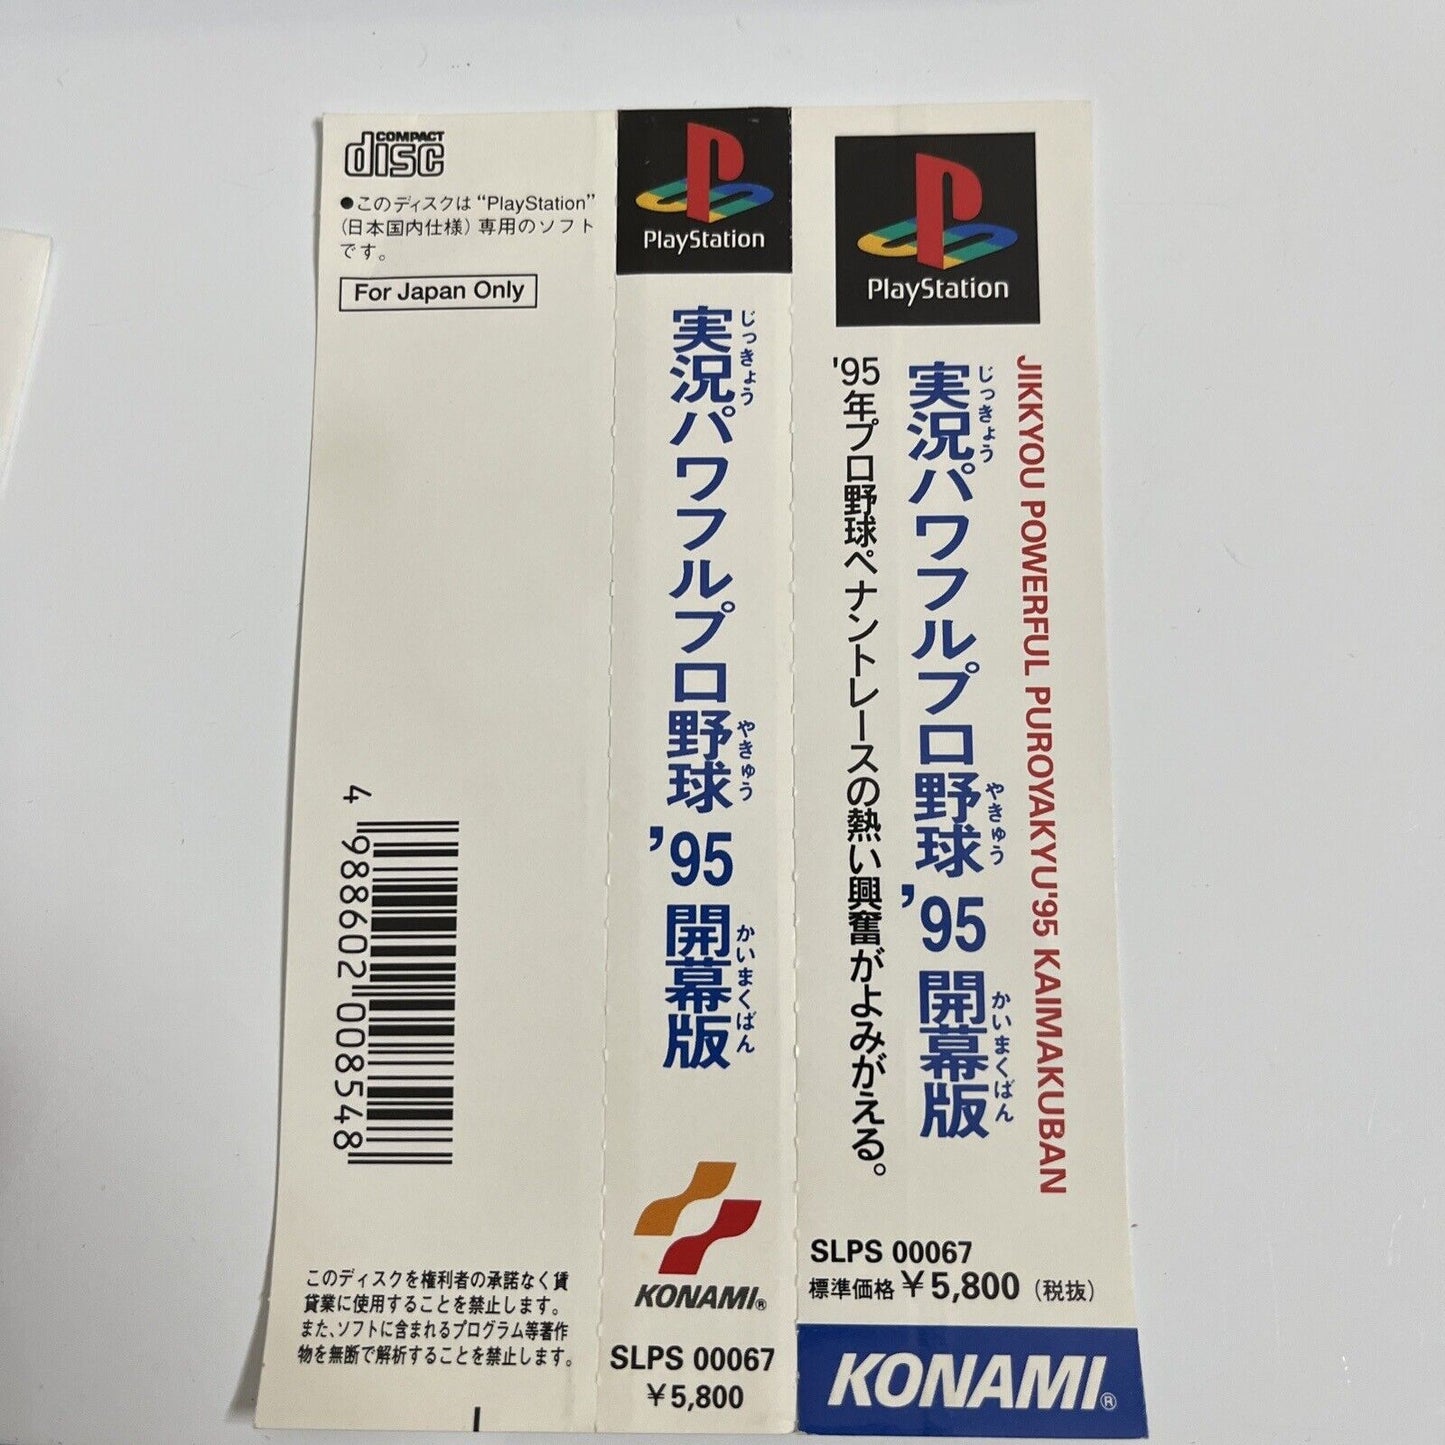 COMPACT
disc
●このディスクは“PlayStation”
(日本国内仕様) 専用のソフト
です。
For Japan Only
4 988602 008548
このディスクを権利者の承諾なく賃
貸業に使用することを禁止します。
また、ソフトに含まれるプログラム等著作
物を無断で解析することを禁止します。
PlayStation
実況パワフルプロ野球 ’95 開幕版
じっきょう
やきゅう
かいまくばん
KONAMI®
SLPS 00067
¥5,800
PlayStation
JIKKYOU POWERFUL PUROYAKYU'95 KAIMAKUBAN
実況パワフルプロ野球 ’95 開幕版
じっきょう
やきゅう
かいまくばん
'95年プロ野球ペナントレースの熱い興奮がよみがえる。
SLPS 00067
標準価格 ¥5,800 (税抜)
KONAMI®